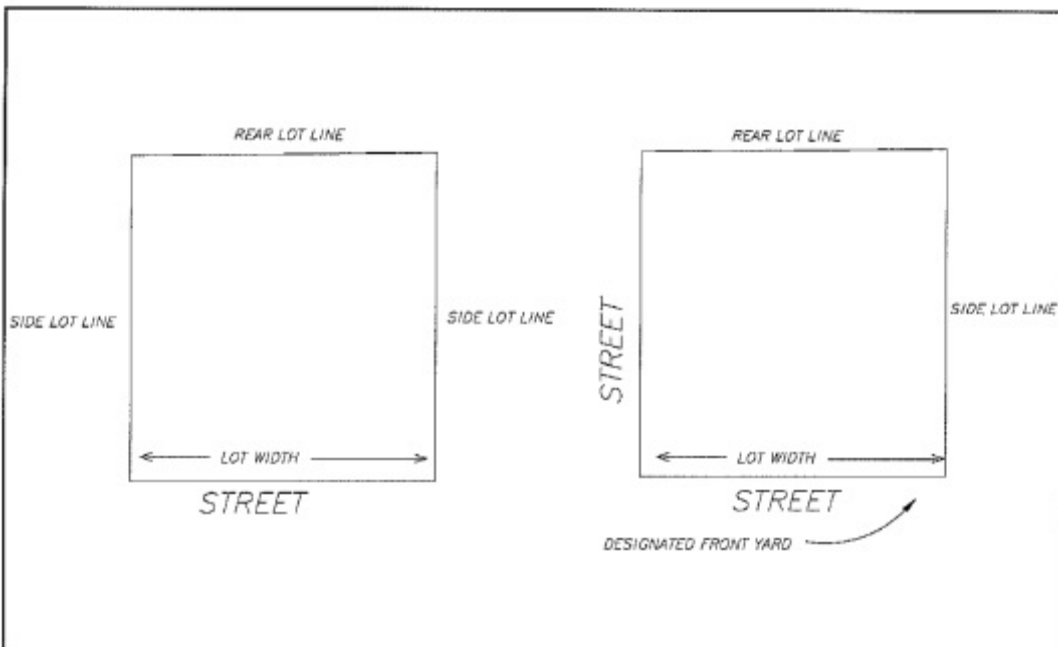 REAR LOT LINE
SIDE LOT LINE
SIDE LOT LINE
LOT WIDTH
STREET
REAR LOT LINE
STREET
SIDE LOT LINE
LOT WIDTH
STREET
DESIGNATED FRONT YARD